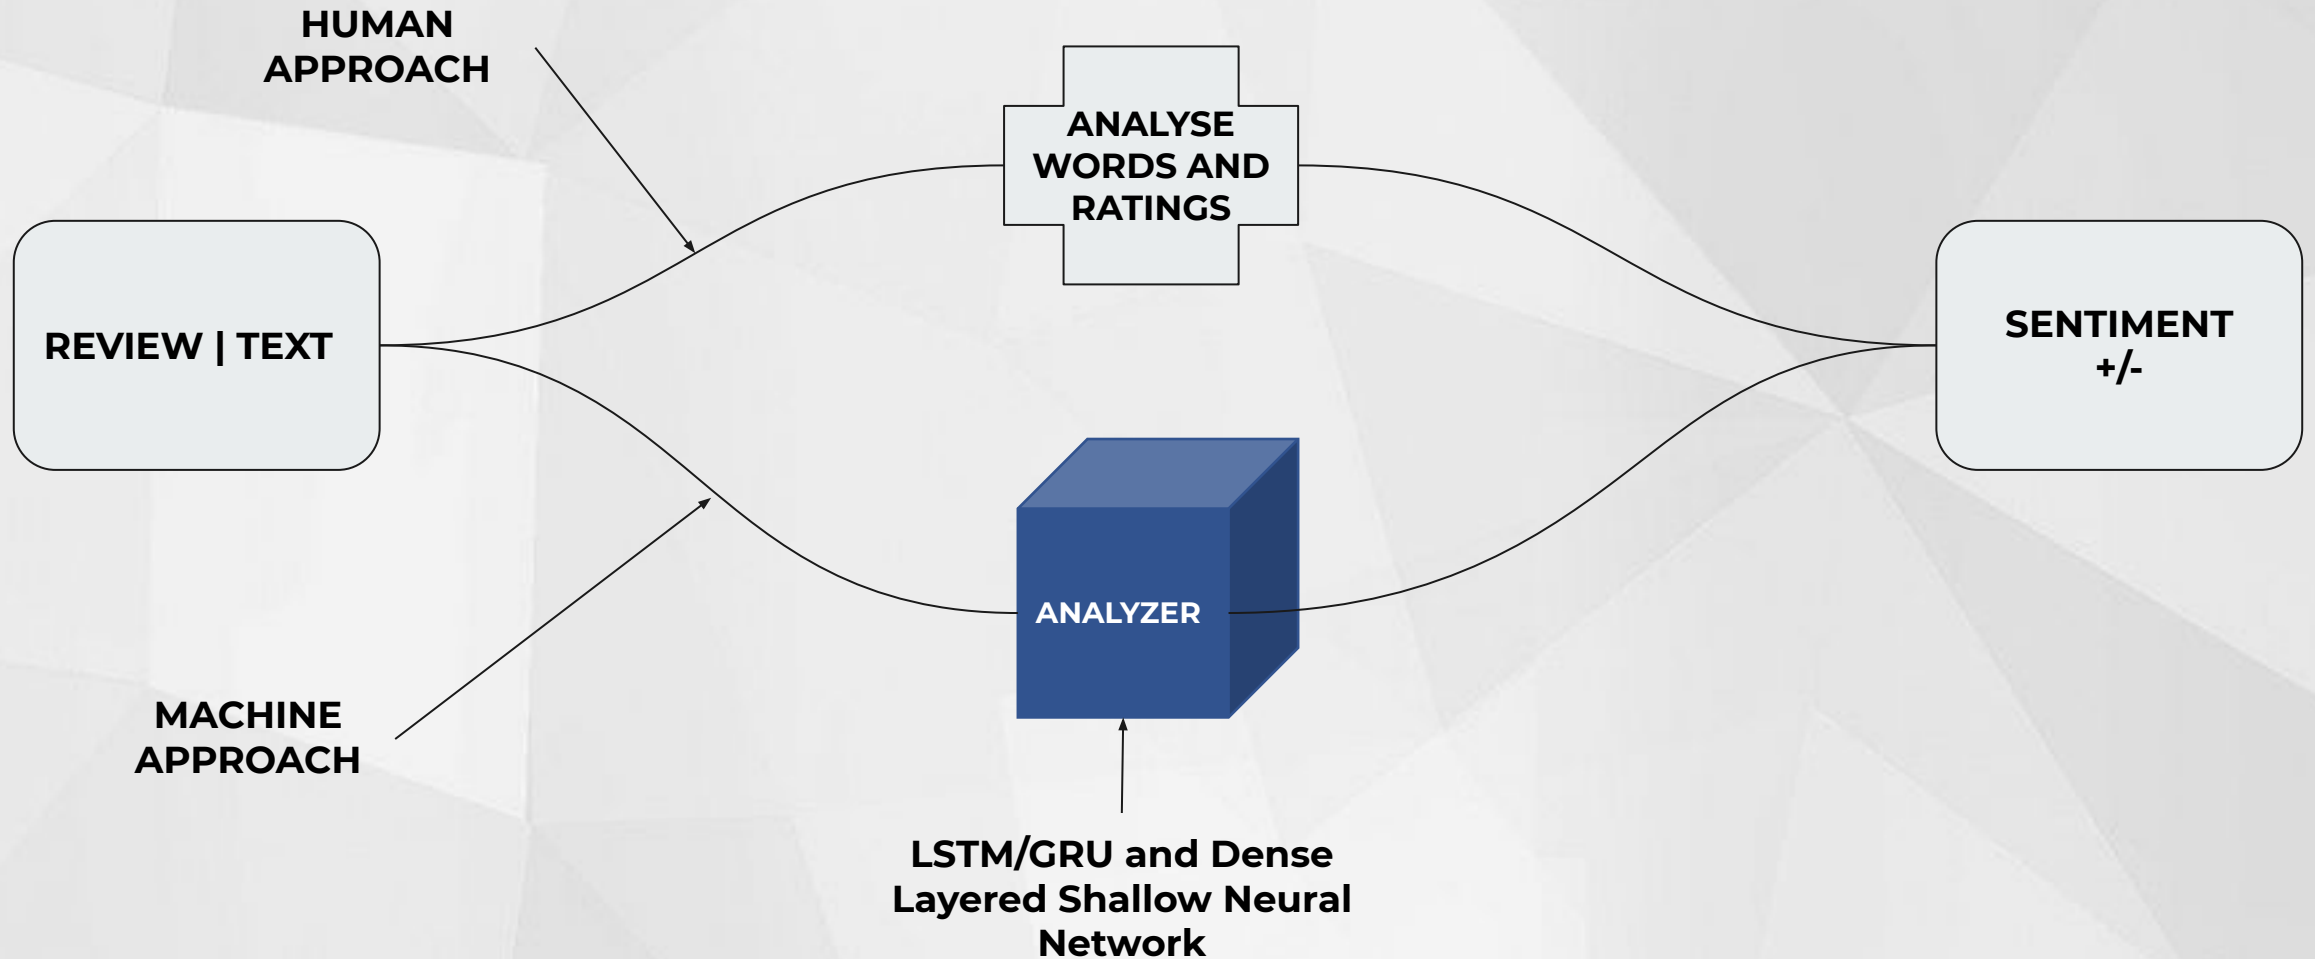 HUMAN
APPROACH
ANALYSE
WORDS AND
RATINGS
REVIEW | TEXT
SENTIMENT
+/-
ANALYZER
MACHINE
APPROACH
LSTM/GRU and Dense
Layered Shallow Neural
Network